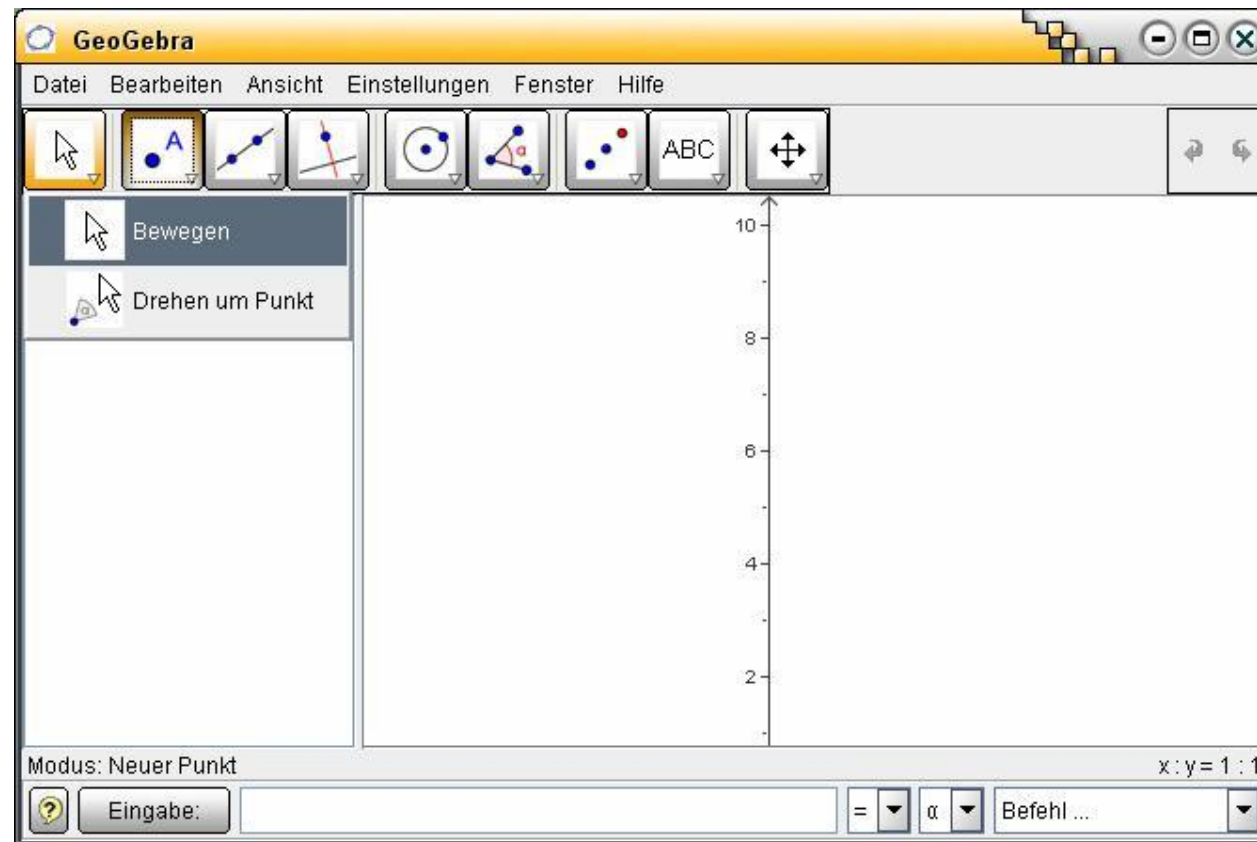 GeoGebra
Datei Bearbeiten Ansicht Einstellungen Fenster Hilfe
A α ABC
Bewegen
α Drehen um Punkt
10
8
6
4
2
Modus: Neuer Punkt x : y = 1 : 1
? Eingabe: = α Befehl ...